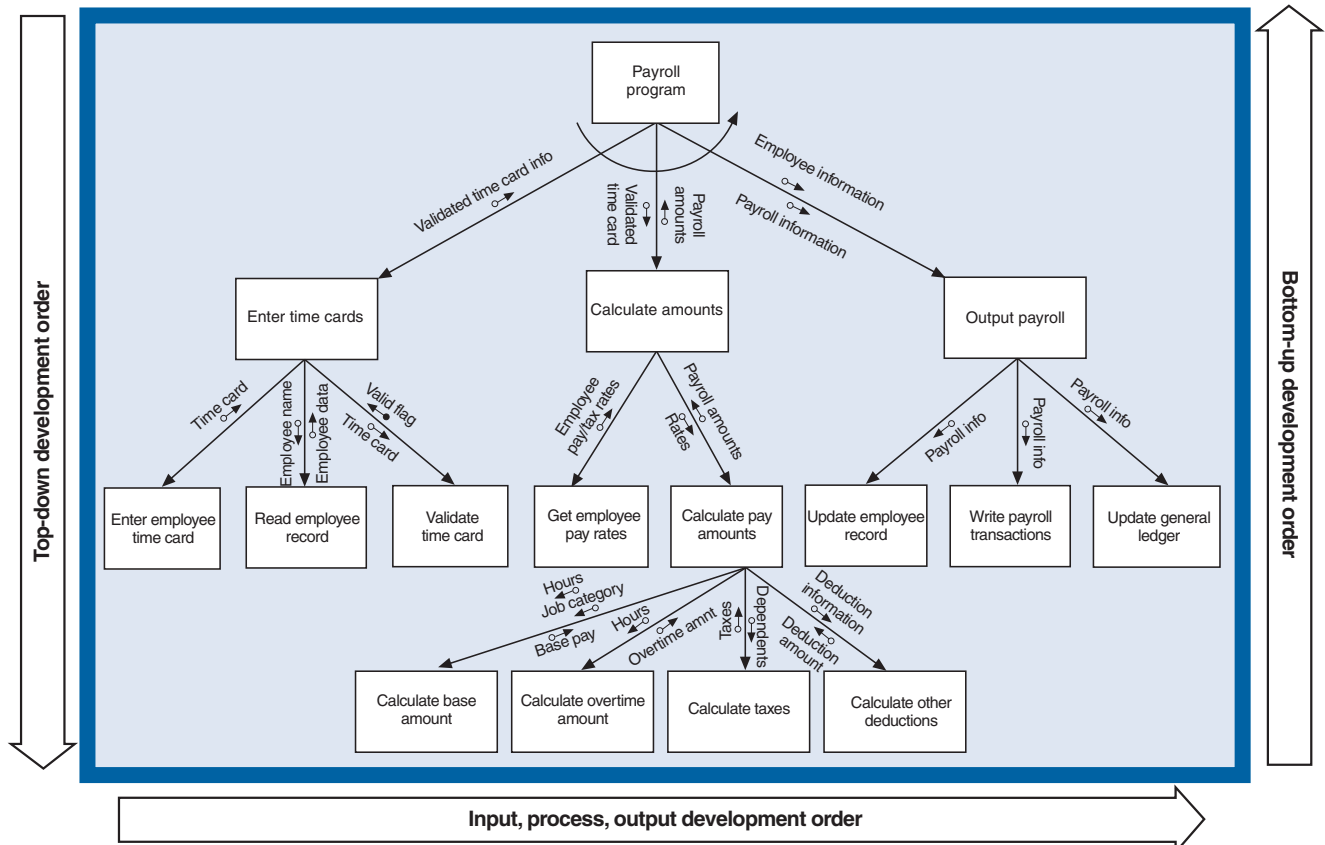 Payroll
program
Validated time card info
Validated
time card
Payroll
amounts
Employee information
Payroll information
Enter time cards
Calculate amounts
Output payroll
Time card
Employee name
Employee data
Valid flag
Time card
Employee
pay/tax rates
Payroll amounts
Rates
Payroll info
Payroll info
Payroll info
Enter employee
time card
Read employee
record
Validate
time card
Get employee
pay rates
Calculate pay
amounts
Update employee
record
Write payroll
transactions
Update general
ledger
Hours
Job category
Base pay
Hours
Overtime amnt
Taxes
Dependents
Deduction
information
Deduction
amount
Calculate base
amount
Calculate overtime
amount
Calculate taxes
Calculate other
deductions
Top-down development order
Bottom-up development order
Input, process, output development order